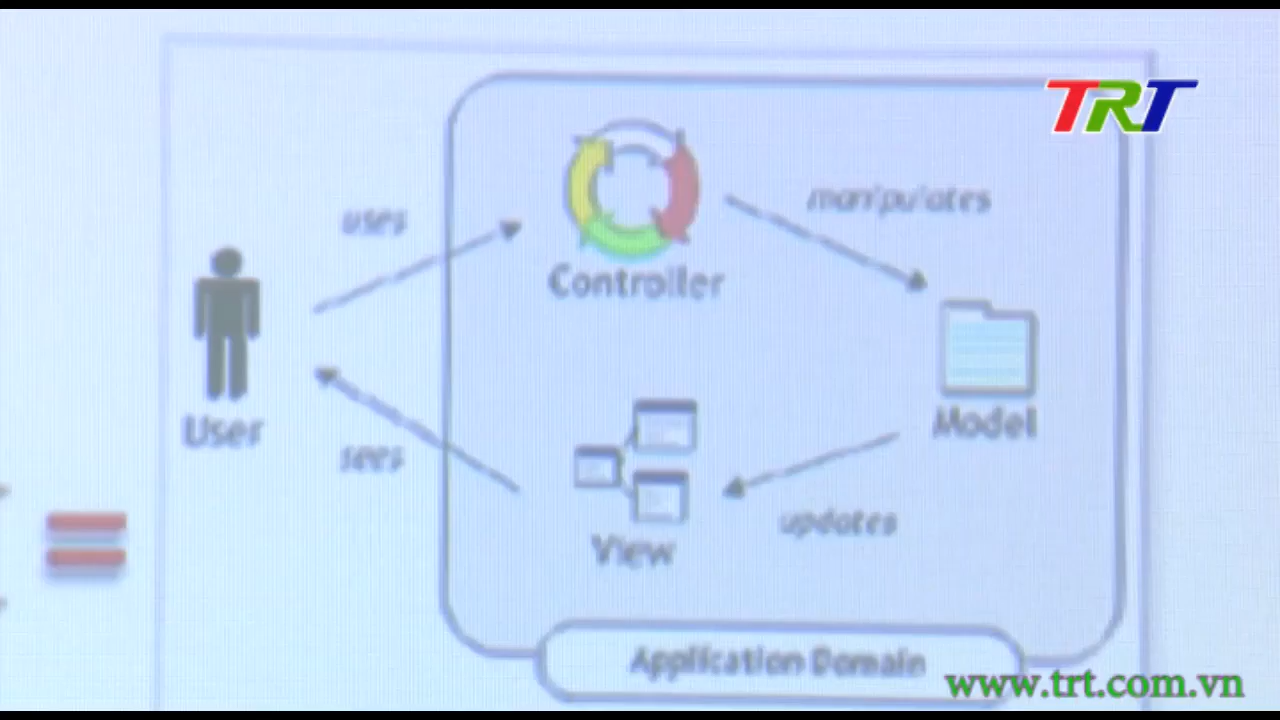 TRT
uses
manipulates
Controller
User
Model
sees
updates
View
Application Domain
www.trt.com.vn